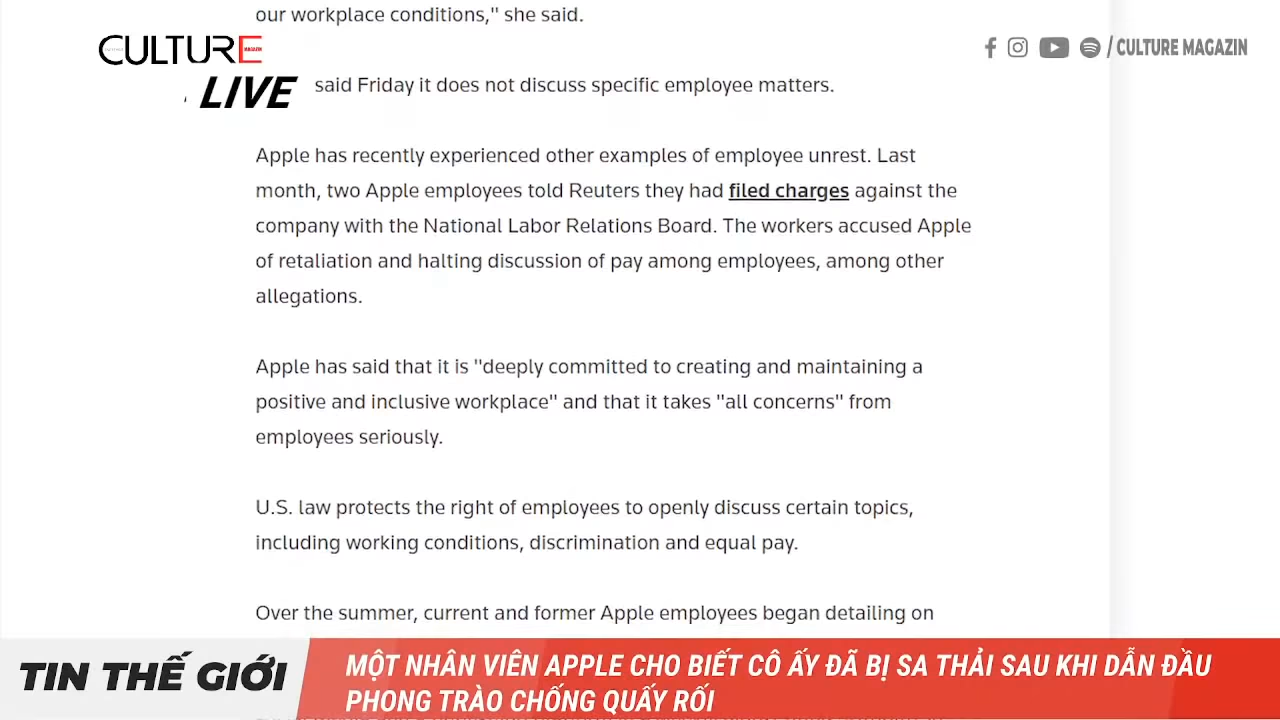 our workplace conditions," she said.
CULTURE
MAGAZIN
/ CULTURE MAGAZIN
LIVE
said Friday it does not discuss specific employee matters.
Apple has recently experienced other examples of employee unrest. Last
month, two Apple employees told Reuters they had filed charges against the
company with the National Labor Relations Board. The workers accused Apple
of retaliation and halting discussion of pay among employees, among other
allegations.
Apple has said that it is "deeply committed to creating and maintaining a
positive and inclusive workplace" and that it takes "all concerns" from
employees seriously.
U.S. law protects the right of employees to openly discuss certain topics,
including working conditions, discrimination and equal pay.
Over the summer, current and former Apple employees began detailing on
TIN THẾ GIỚI
MỘT NHÂN VIÊN APPLE CHO BIẾT CÔ ẤY ĐÃ BỊ SA THẢI SAU KHI DẪN ĐẦU
PHONG TRÀO CHỐNG QUẤY RỐI